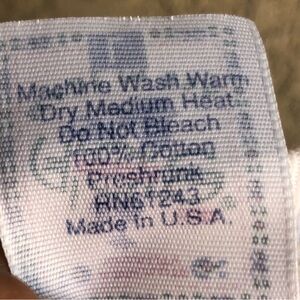 Machine Wash Warm
Dry Medium Heat
Do Not Bleach
100% Cotton
Preshrunk
RN61243
Made in U.S.A.